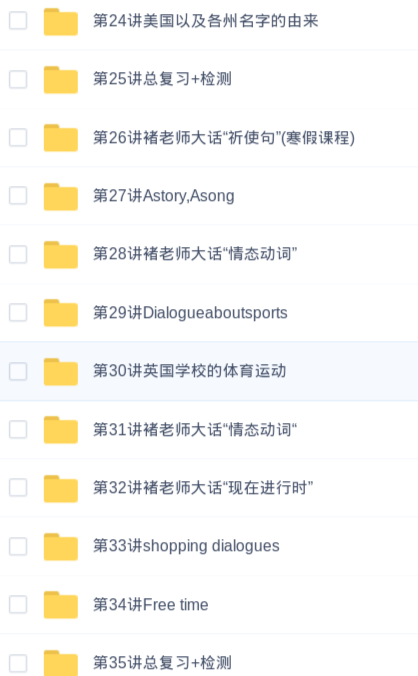 第24讲美国以及各州名字的由来
第25讲总复习+检测
第26讲褚老师大话“祈使句”(寒假课程)
第27讲Astory,Asong
第28讲褚老师大话“情态动词”
第29讲Dialogueaboutsports
第30讲英国学校的体育运动
第31讲褚老师大话“情态动词“
第32讲褚老师大话“现在进行时”
第33讲shopping dialogues
第34讲Free time
第35讲总复习+检测